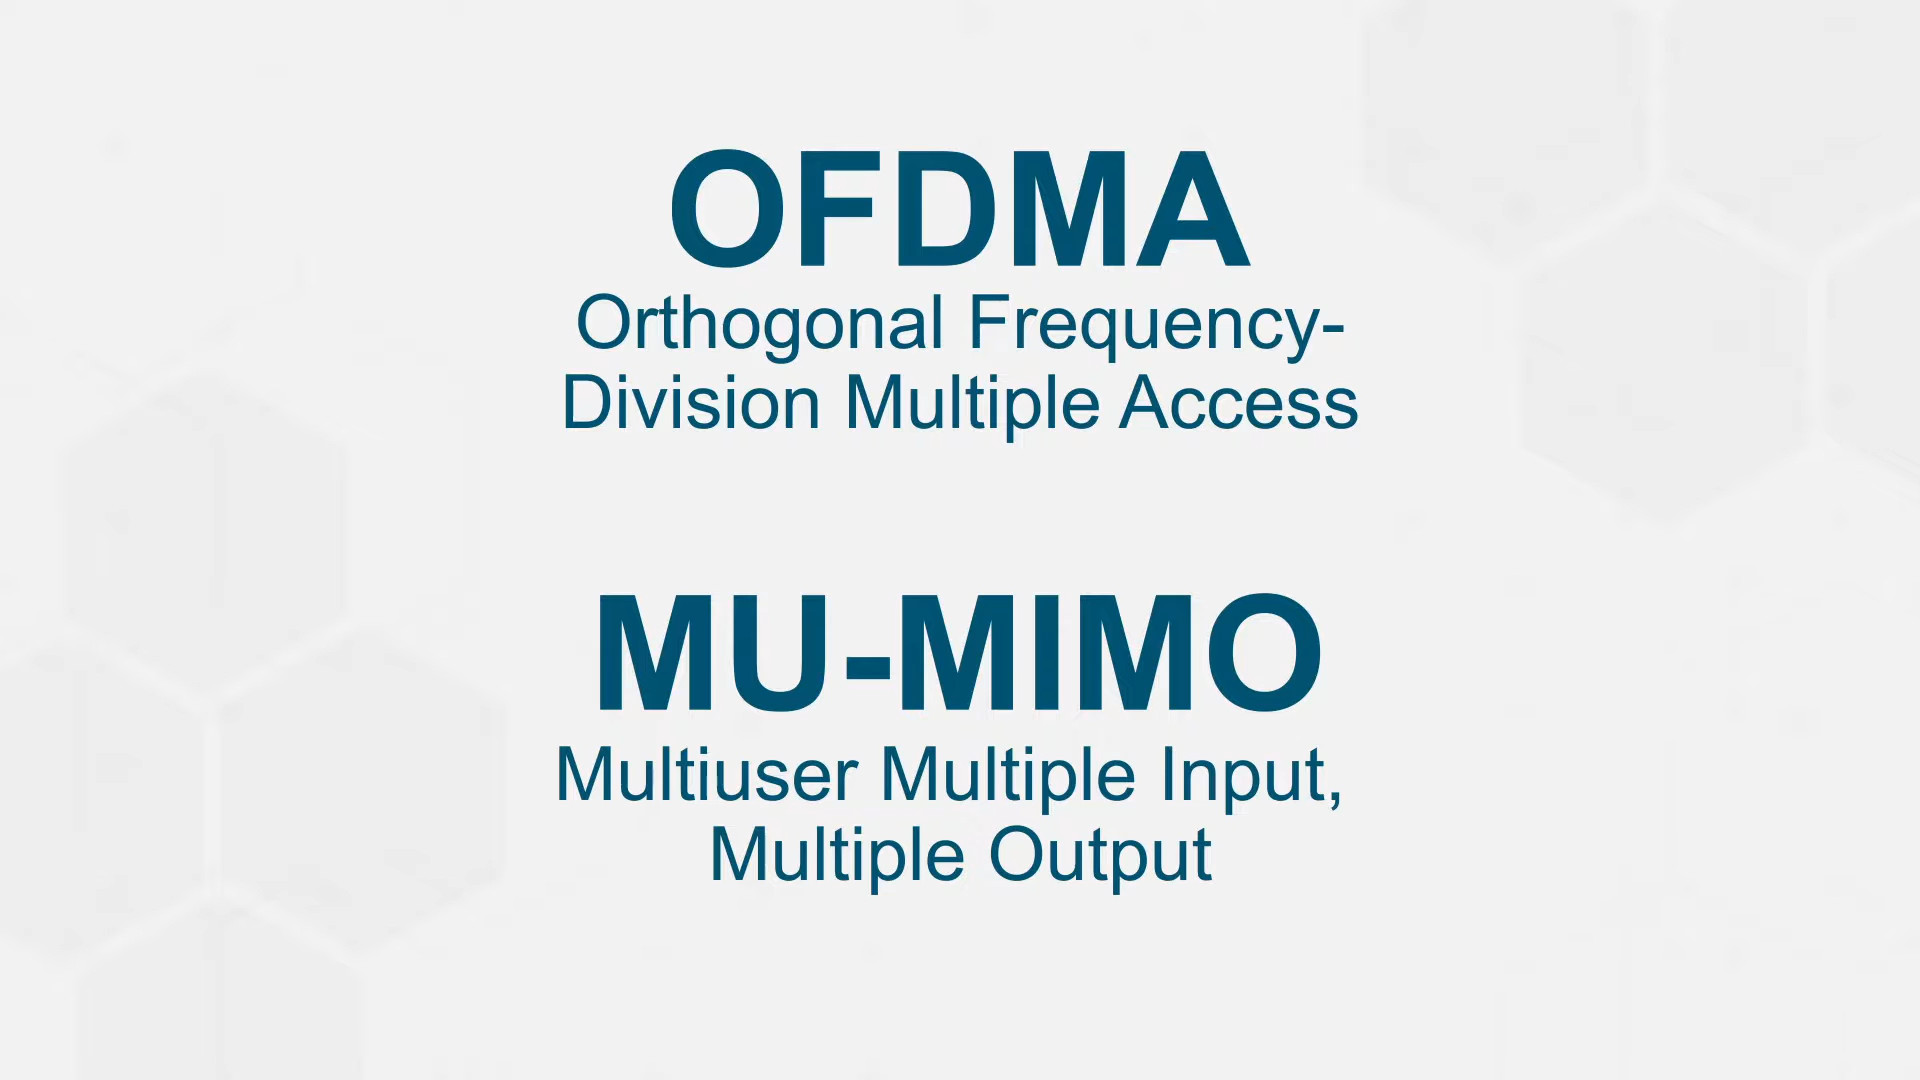 OFDMA
Orthogonal Frequency-
Division Multiple Access
MU-MIMO
Multiuser Multiple Input,
Multiple Output